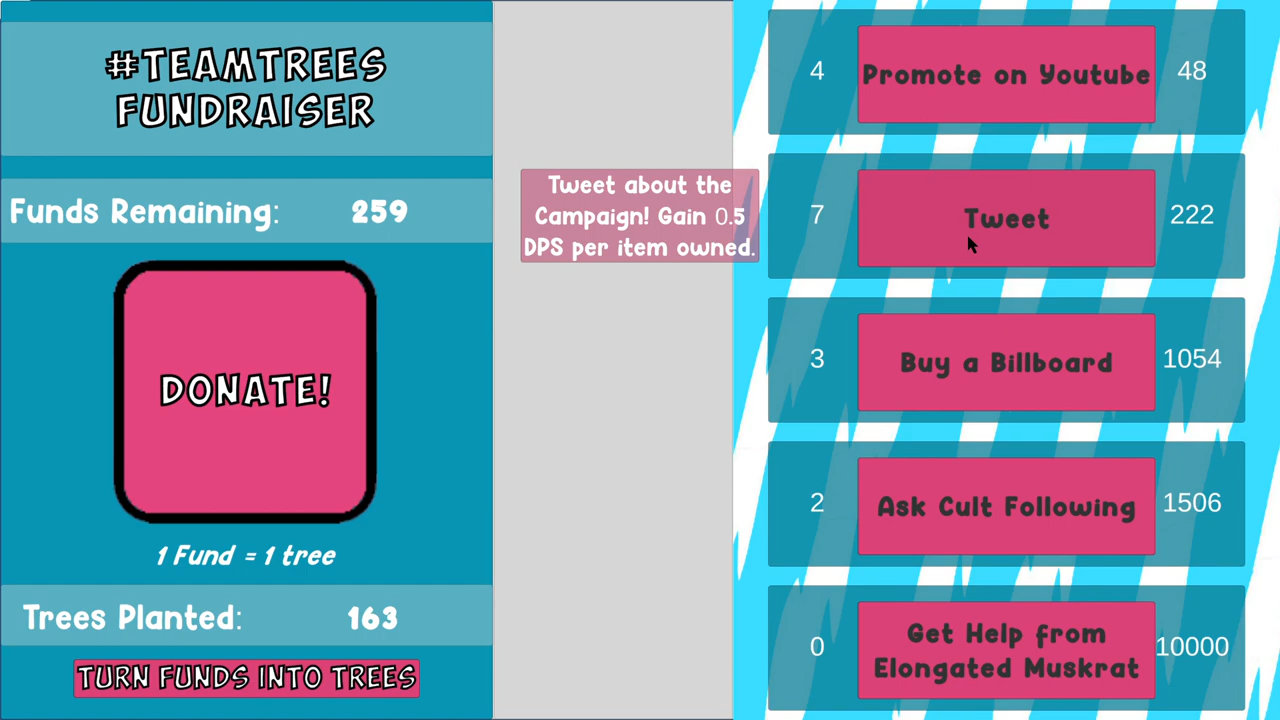 #TEAMTREES
FUNDRAISER
Funds Remaining: 259
DONATE!
1 Fund = 1 tree
Trees Planted: 163
TURN FUNDS INTO TREES
Tweet about the
Campaign! Gain 0.5
DPS per item owned.
4 Promote on Youtube 48
7 Tweet 222
3 Buy a Billboard 1054
2 Ask Cult Following 1506
0 Get Help from
Elongated Muskrat 10000